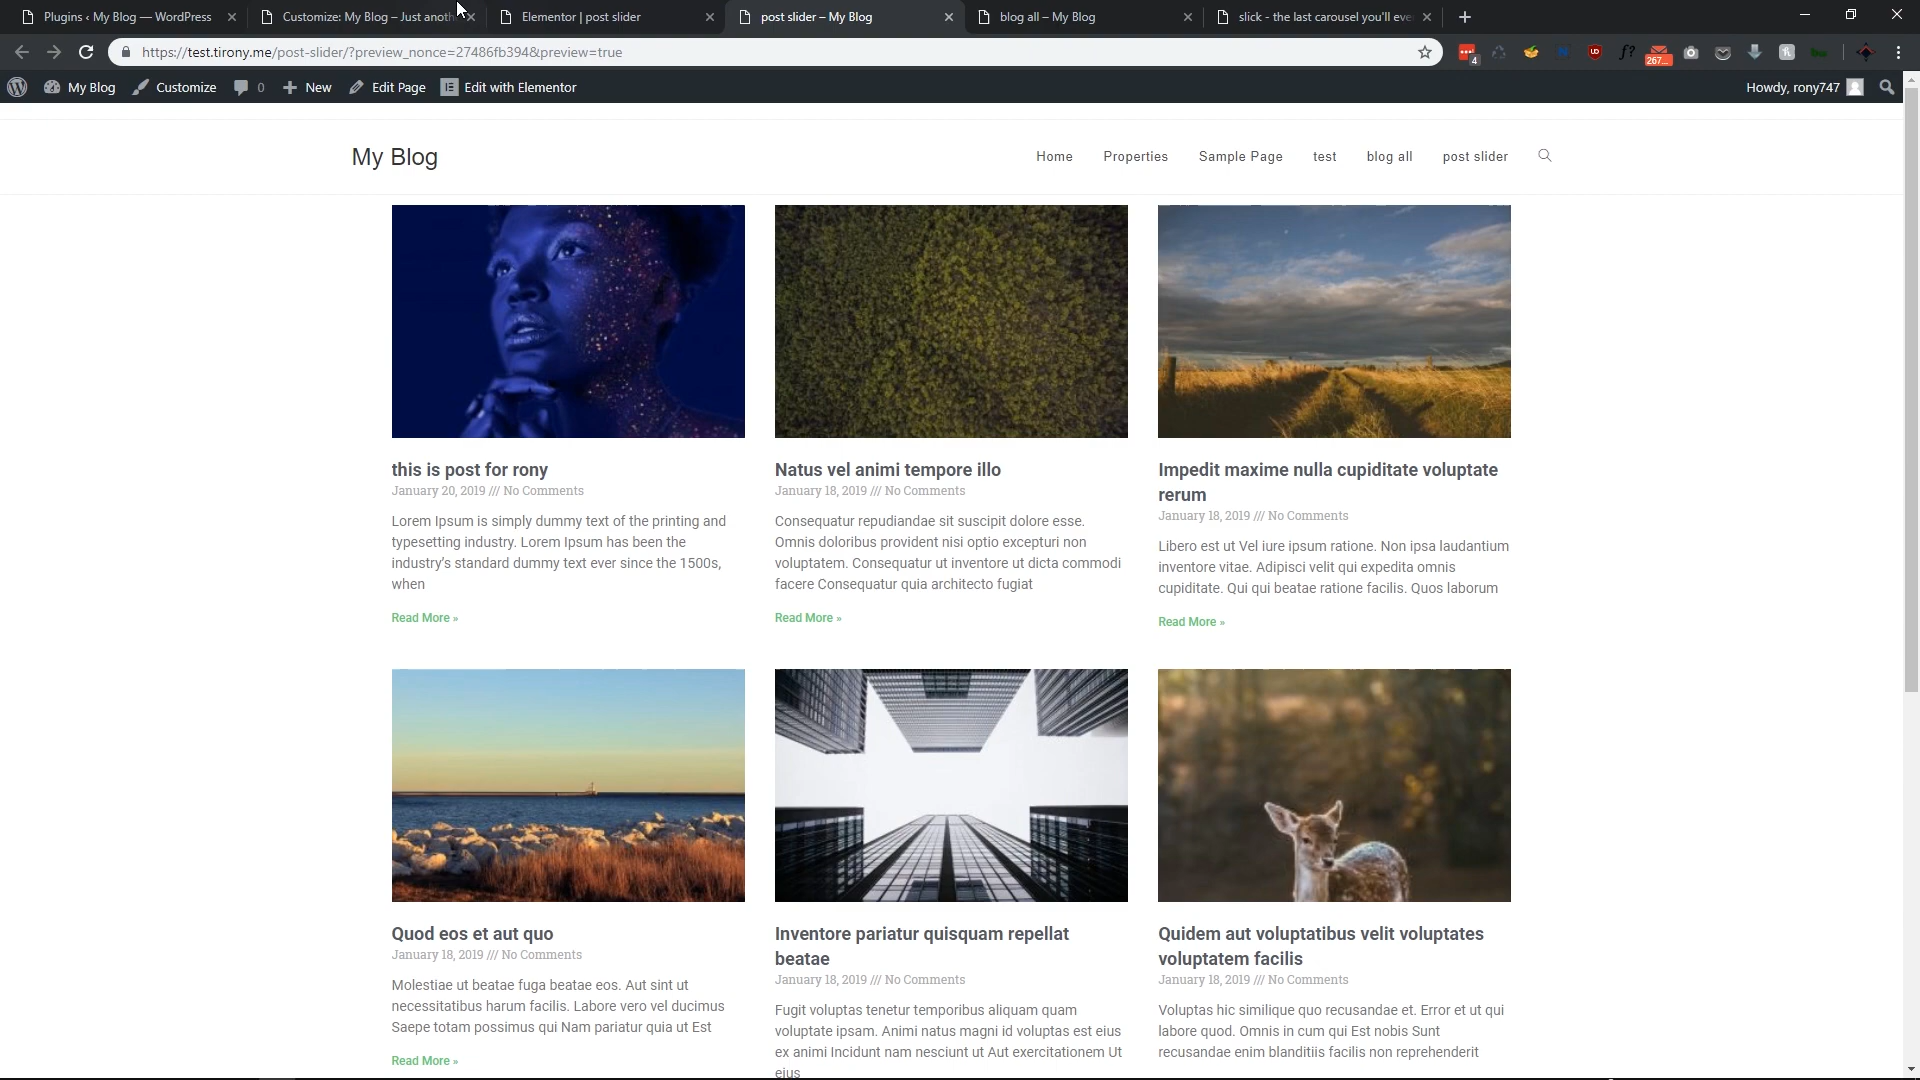 Plugins ‹ My Blog — WordPress
Customize: My Blog – Just anoth
Elementor | post slider
post slider – My Blog
blog all – My Blog
slick - the last carousel you'll eve
https://test.tirony.me/post-slider/?preview_nonce=27486fb394&preview=true
4
UD
f?
267...
My Blog
Customize
0
New
Edit Page
Edit with Elementor
Howdy, rony747
My Blog
Home
Properties
Sample Page
test
blog all
post slider
this is post for rony
January 20, 2019 /// No Comments
Lorem Ipsum is simply dummy text of the printing and
typesetting industry. Lorem Ipsum has been the
industry's standard dummy text ever since the 1500s,
when
Read More »
Natus vel animi tempore illo
January 18, 2019 /// No Comments
Consequatur repudiandae sit suscipit dolore esse.
Omnis doloribus provident nisi optio excepturi non
voluptatem. Consequatur ut inventore ut dicta commodi
facere Consequatur quia architecto fugiat
Read More »
Impedit maxime nulla cupiditate voluptate
rerum
January 18, 2019 /// No Comments
Libero est ut Vel iure ipsum ratione. Non ipsa laudantium
inventore vitae. Adipisci velit qui expedita omnis
cupiditate. Qui qui beatae ratione facilis. Quos laborum
Read More »
Quod eos et aut quo
January 18, 2019 /// No Comments
Molestiae ut beatae fuga beatae eos. Aut sint ut
necessitatibus harum facilis. Labore vero vel ducimus
Saepe totam possimus qui Nam pariatur quia ut Est
Read More »
Inventore pariatur quisquam repellat
beatae
January 18, 2019 /// No Comments
Fugit voluptas tenetur temporibus aliquam quam
voluptate ipsam. Animi natus magni id voluptas est eius
ex animi Incidunt nam nesciunt ut Aut exercitationem Ut
eius
Quidem aut voluptatibus velit voluptates
voluptatem facilis
January 18, 2019 /// No Comments
Voluptas hic similique quo recusandae et. Error et ut qui
labore quod. Omnis in cum qui Est nobis Sunt
recusandae enim blanditiis facilis non reprehenderit